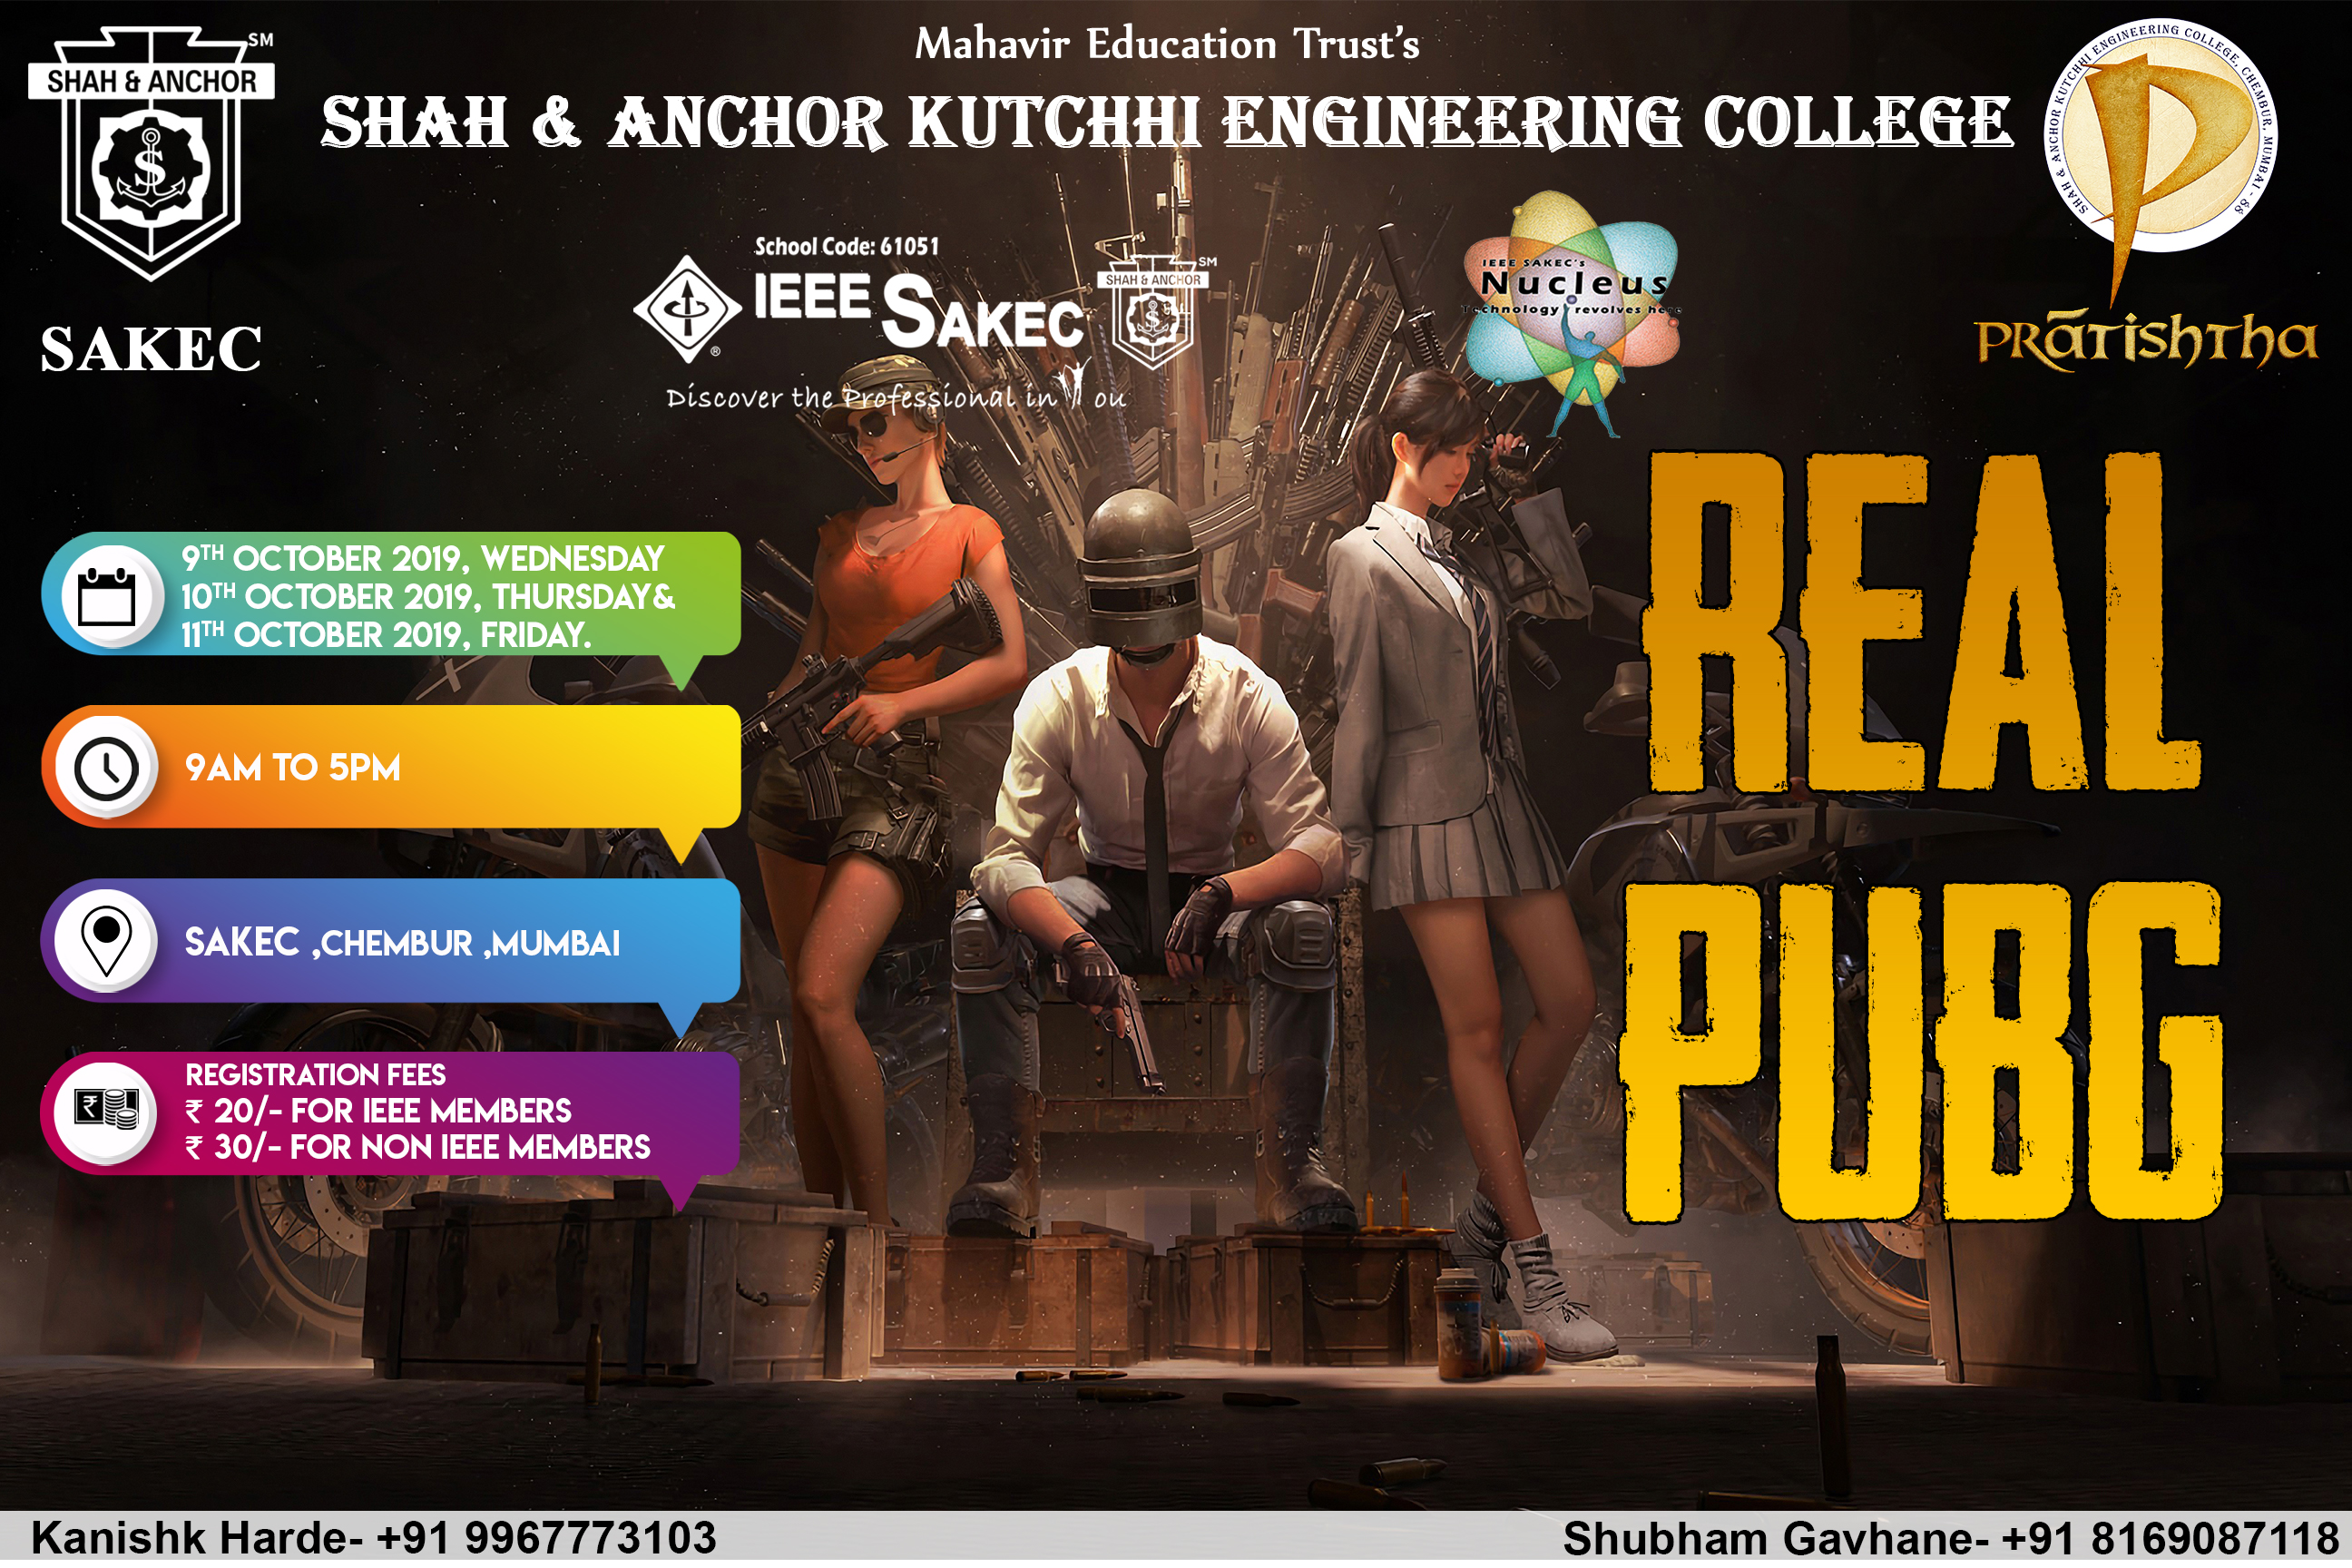 Mahavir Education Trust's
SHAH & ANCHOR KUTCHHI ENGINEERING COLLEGE
SHAH & ANCHOR SM
SAKEC
School Code: 61051
IEEE SAKEC
SHAH & ANCHOR SM
Discover the Professional in You
IEEE SAKEC's
Nucleus
Technology revolves here
SHAH & ANCHOR KUTCHHI ENGINEERING COLLEGE, CHEMBUR, MUMBAI - 88
PRātishtha
9TH OCTOBER 2019, WEDNESDAY
10TH OCTOBER 2019, THURSDAY&
11TH OCTOBER 2019, FRIDAY.
9AM TO 5PM
SAKEC ,CHEMBUR ,MUMBAI
REGISTRATION FEES
₹ 20/- FOR IEEE MEMBERS
₹ 30/- FOR NON IEEE MEMBERS
REAL
PUBG
Kanishk Harde- +91 9967773103
Shubham Gavhane- +91 8169087118